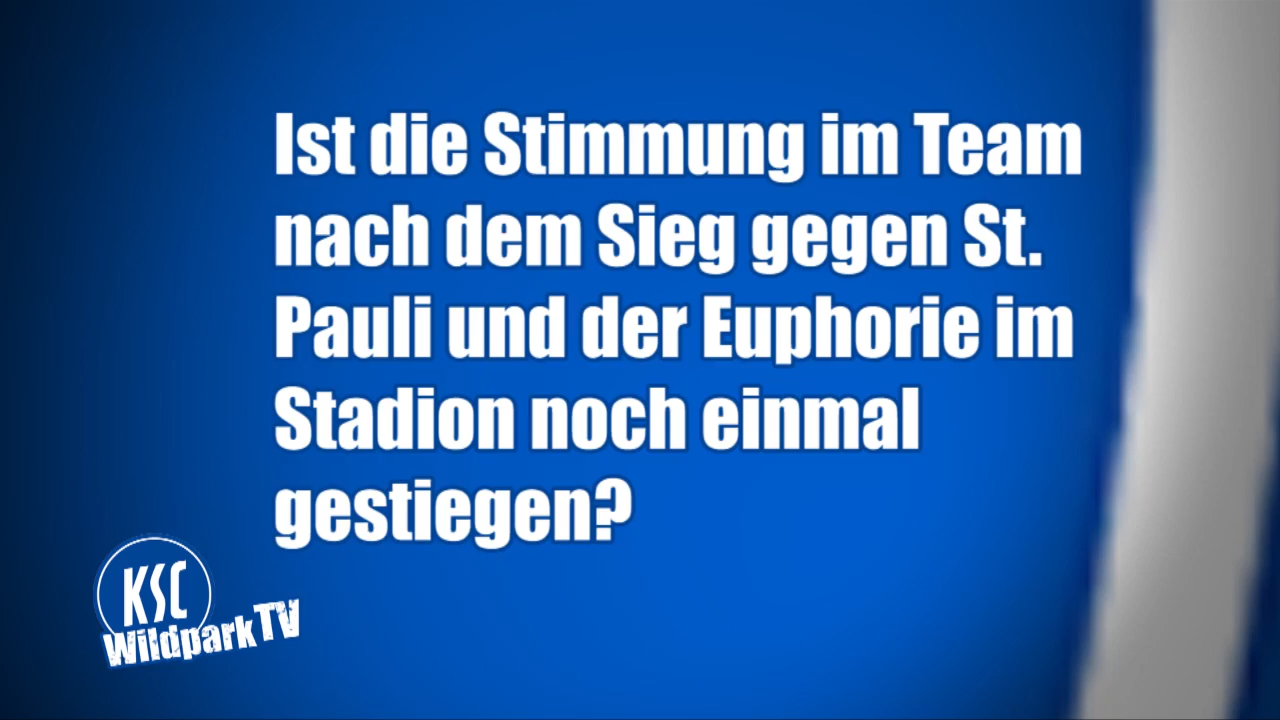 Ist die Stimmung im Team
nach dem Sieg gegen St.
Pauli und der Euphorie im
Stadion noch einmal
gestiegen?
KSC
WildparkTV